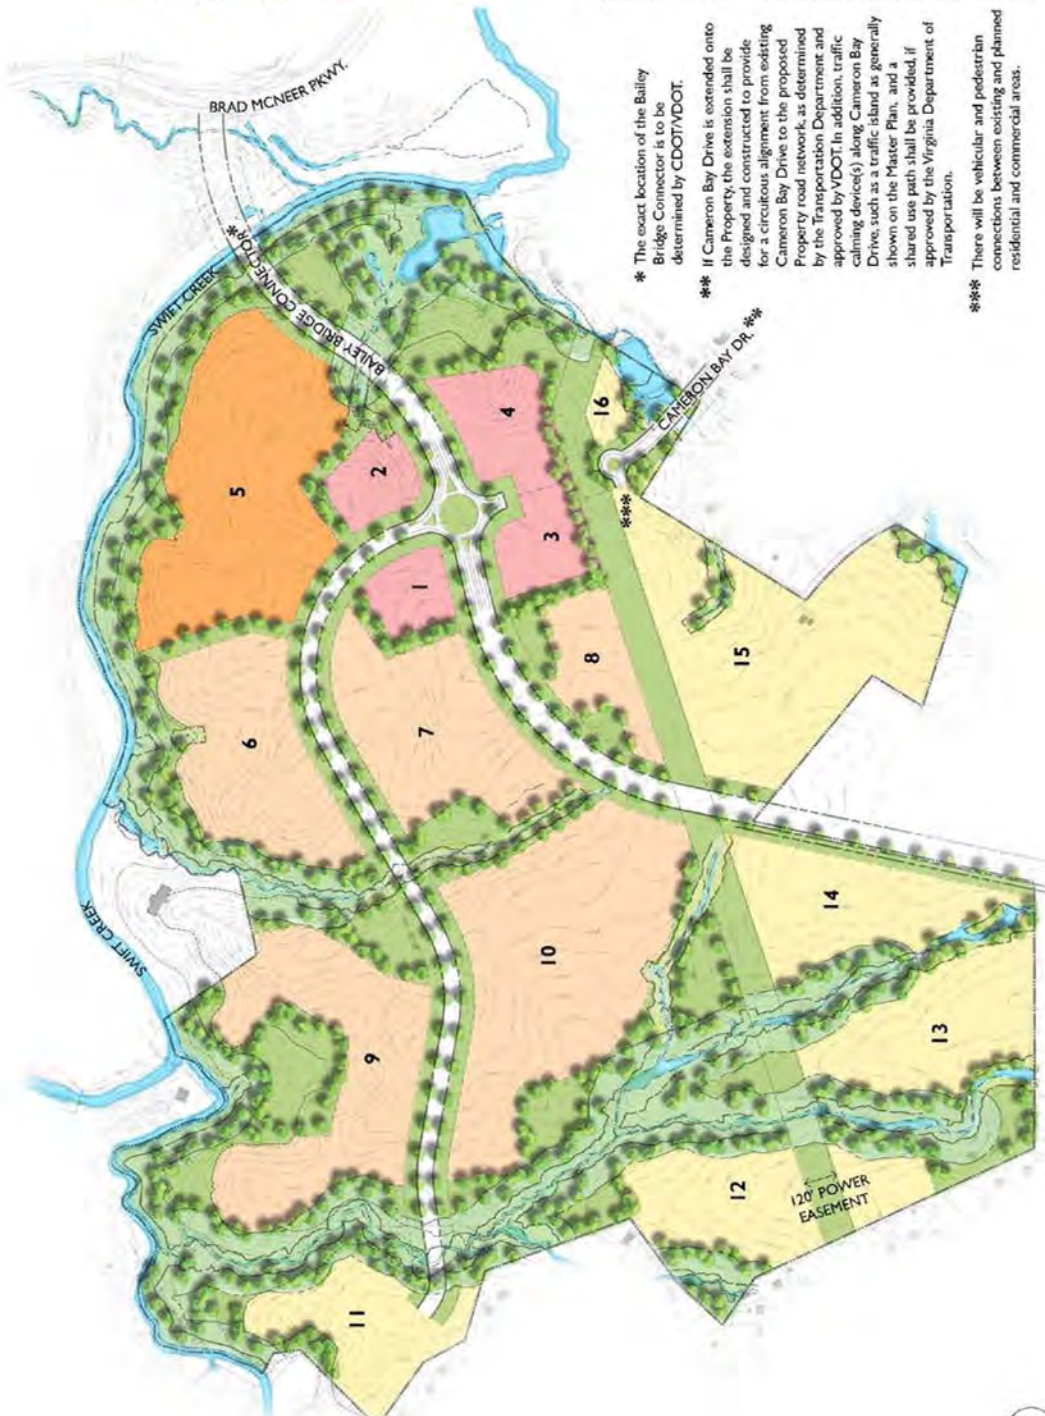 BRAD MCNEER PKWY.
SWIFT CREEK
BAILEY BRIDGE CONNECTOR*
SWIFT CREEK
5
2
4
1
3
16
CAMERON BAY DR. **
***
6
7
8
15
9
10
14
13
11
12
120' POWER
EASEMENT
* The exact location of the Bailey
Bridge Connector is to be
determined by CDOT/VDOT.
** If Cameron Bay Drive is extended onto
the Property, the extension shall be
designed and constructed to provide
for a circuitous alignment from existing
Cameron Bay Drive to the proposed
Property road network, as determined
by the Transportation Department and
approved by VDOT. In addition, traffic
calming device(s) along Cameron Bay
Drive, such as a traffic island as generally
shown on the Master Plan, and a
shared use path shall be provided, if
approved by the Virginia Department of
Transportation.
*** There will be vehicular and pedestrian
connections between existing and planned
residential and commercial areas.